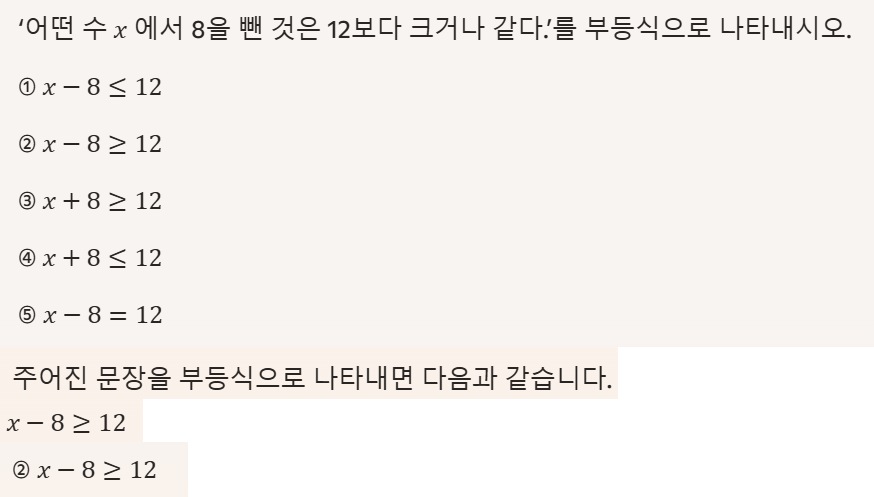 ‘어떤 수 x 에서 8을 뺀 것은 12보다 크거나 같다.’를 부등식으로 나타내시오.
① x − 8 ≤ 12
② x − 8 ≥ 12
③ x + 8 ≥ 12
④ x + 8 ≤ 12
⑤ x − 8 = 12
주어진 문장을 부등식으로 나타내면 다음과 같습니다.
x − 8 ≥ 12
② x − 8 ≥ 12